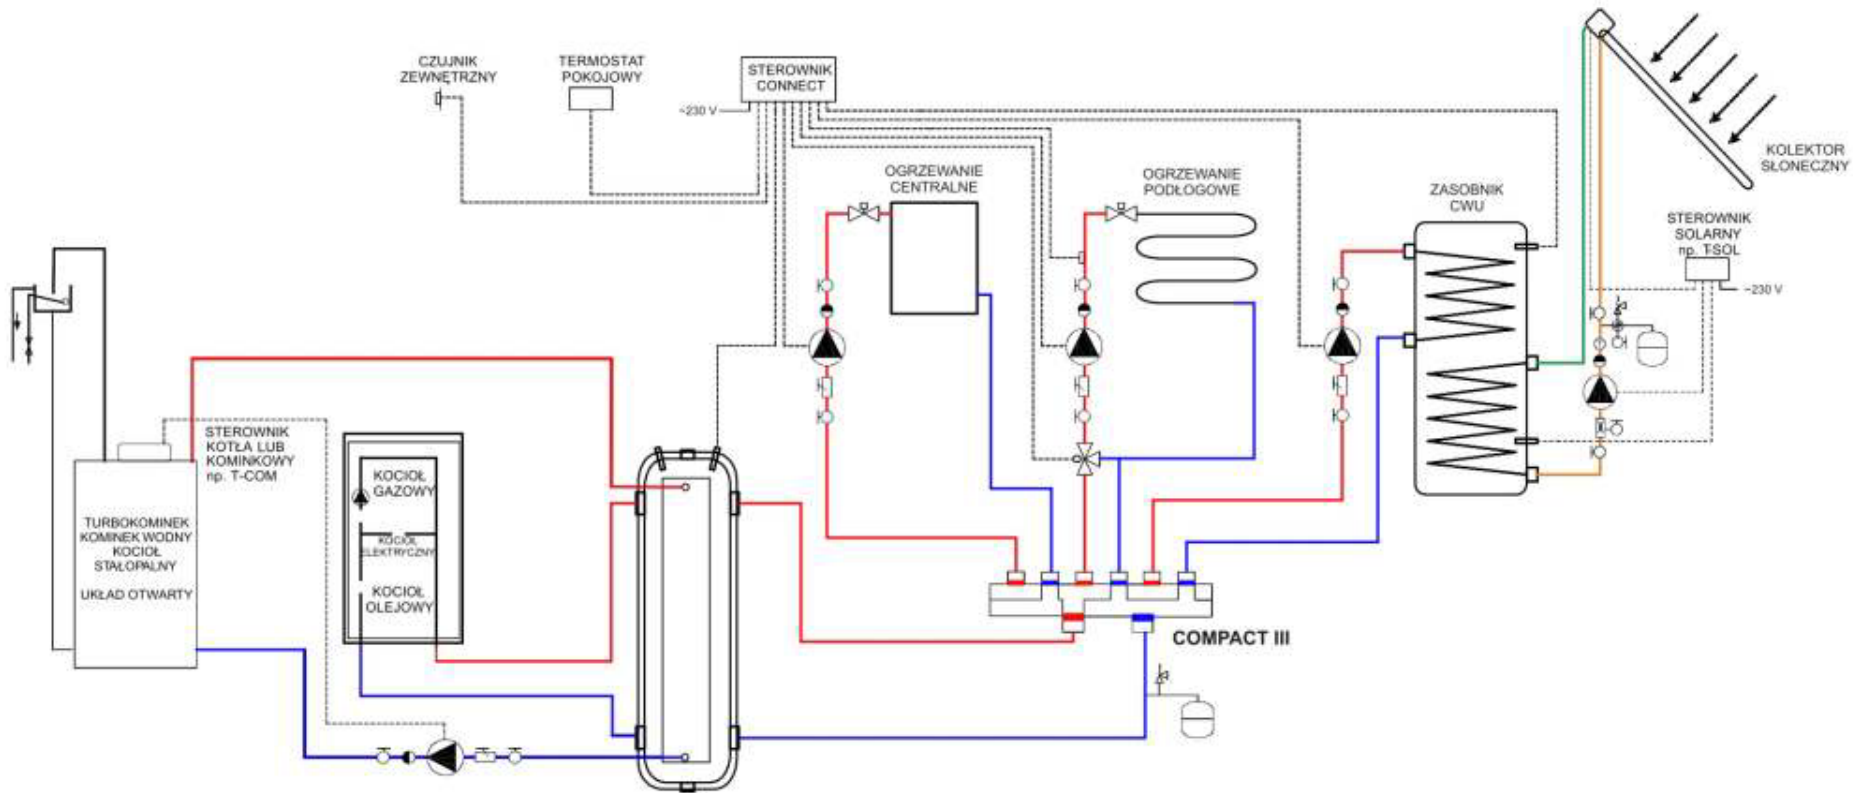 CZUJNIK
ZEWNĘTRZNY
TERMOSTAT
POKOJOWY
STEROWNIK
CONNECT
~230 V
OGRZEWANIE
CENTRALNE
OGRZEWANIE
PODŁOGOWE
ZASOBNIK
CWU
KOLEKTOR
SŁONECZNY
STEROWNIK
SOLARNY
np. T-SOL
~230 V
STEROWNIK
KOTŁA LUB
KOMINKOWY
np. T-COM
TURBOKOMINEK
KOMINEK WODNY
KOCIOŁ
STAŁOPALNY
UKŁAD OTWARTY
KOCIOŁ
GAZOWY
KOCIOŁ
ELEKTRYCZNY
KOCIOŁ
OLEJOWY
COMPACT III